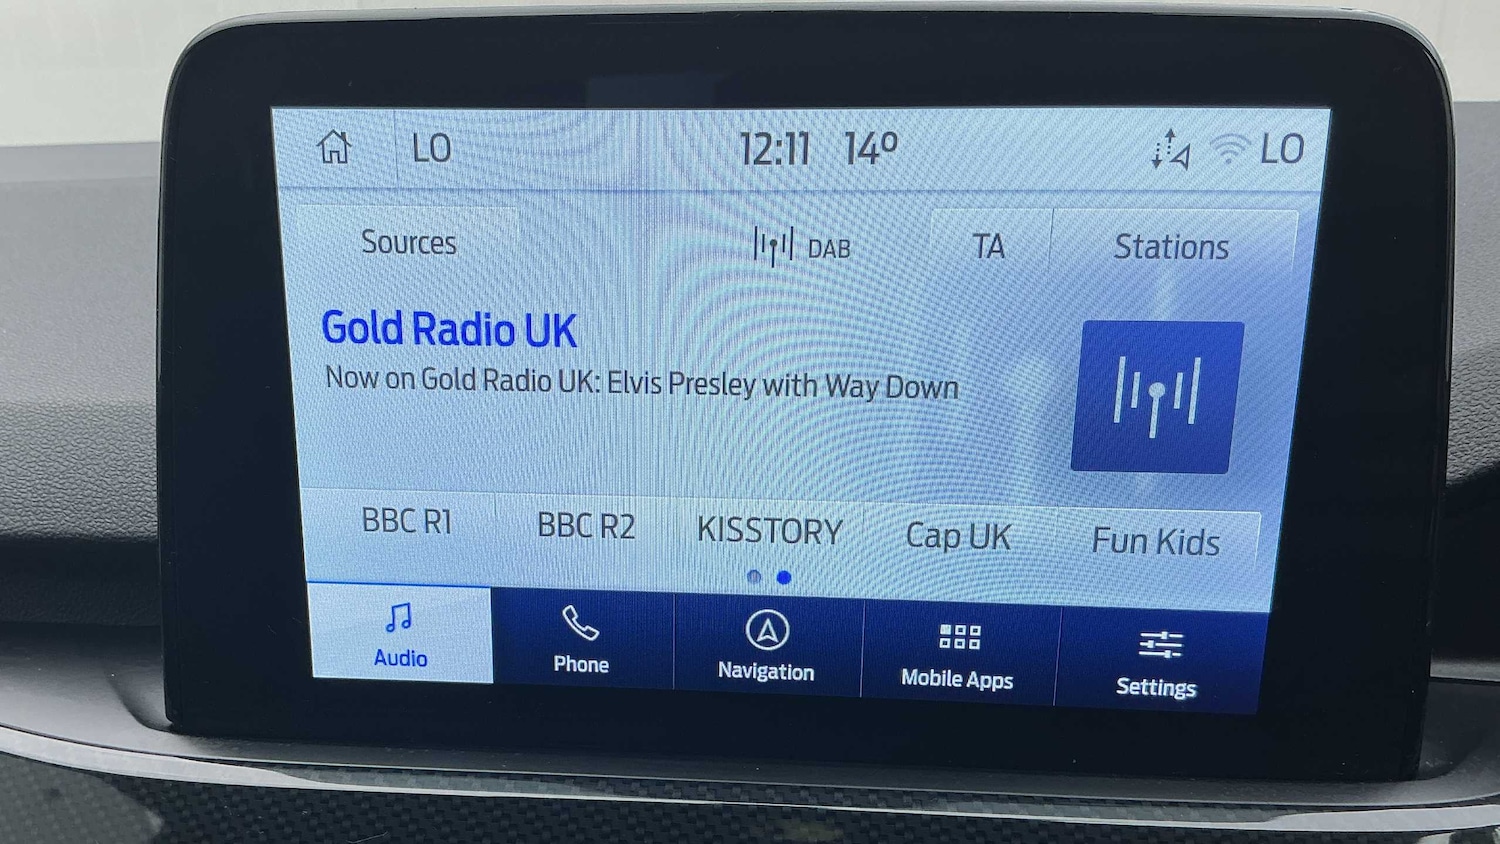 LO 12:11 14° LO
Sources DAB TA Stations
Gold Radio UK
Now on Gold Radio UK: Elvis Presley with Way Down
BBC R1 BBC R2 KISSTORY Cap UK Fun Kids
Audio Phone Navigation Mobile Apps Settings